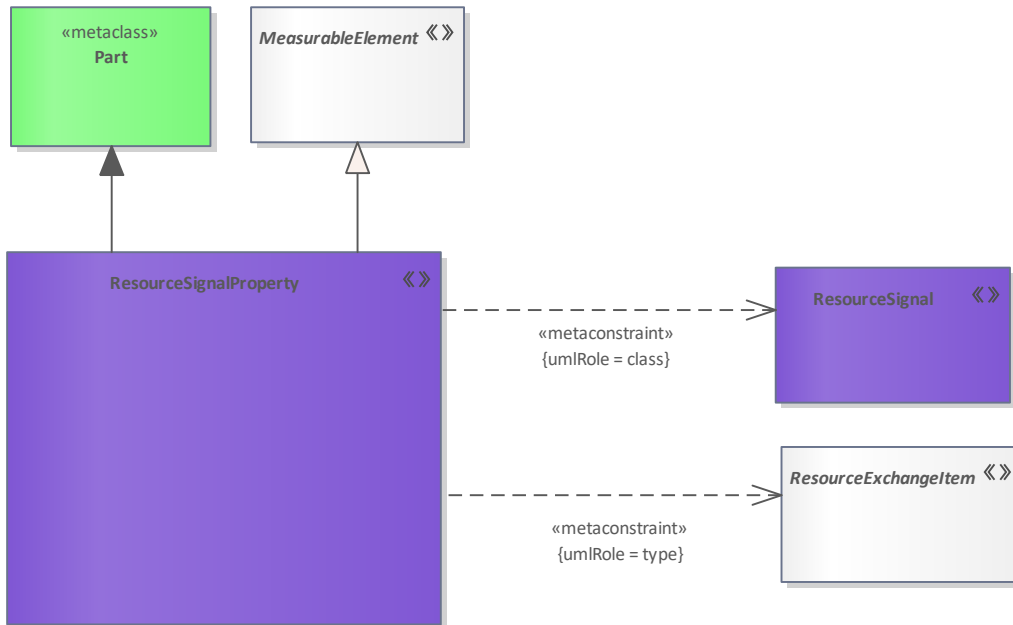 «metaclass»
Part
MeasurableElement «»
ResourceSignalProperty «»
ResourceSignal «»
«metaconstraint»
{umlRole = class}
ResourceExchangeItem «»
«metaconstraint»
{umlRole = type}